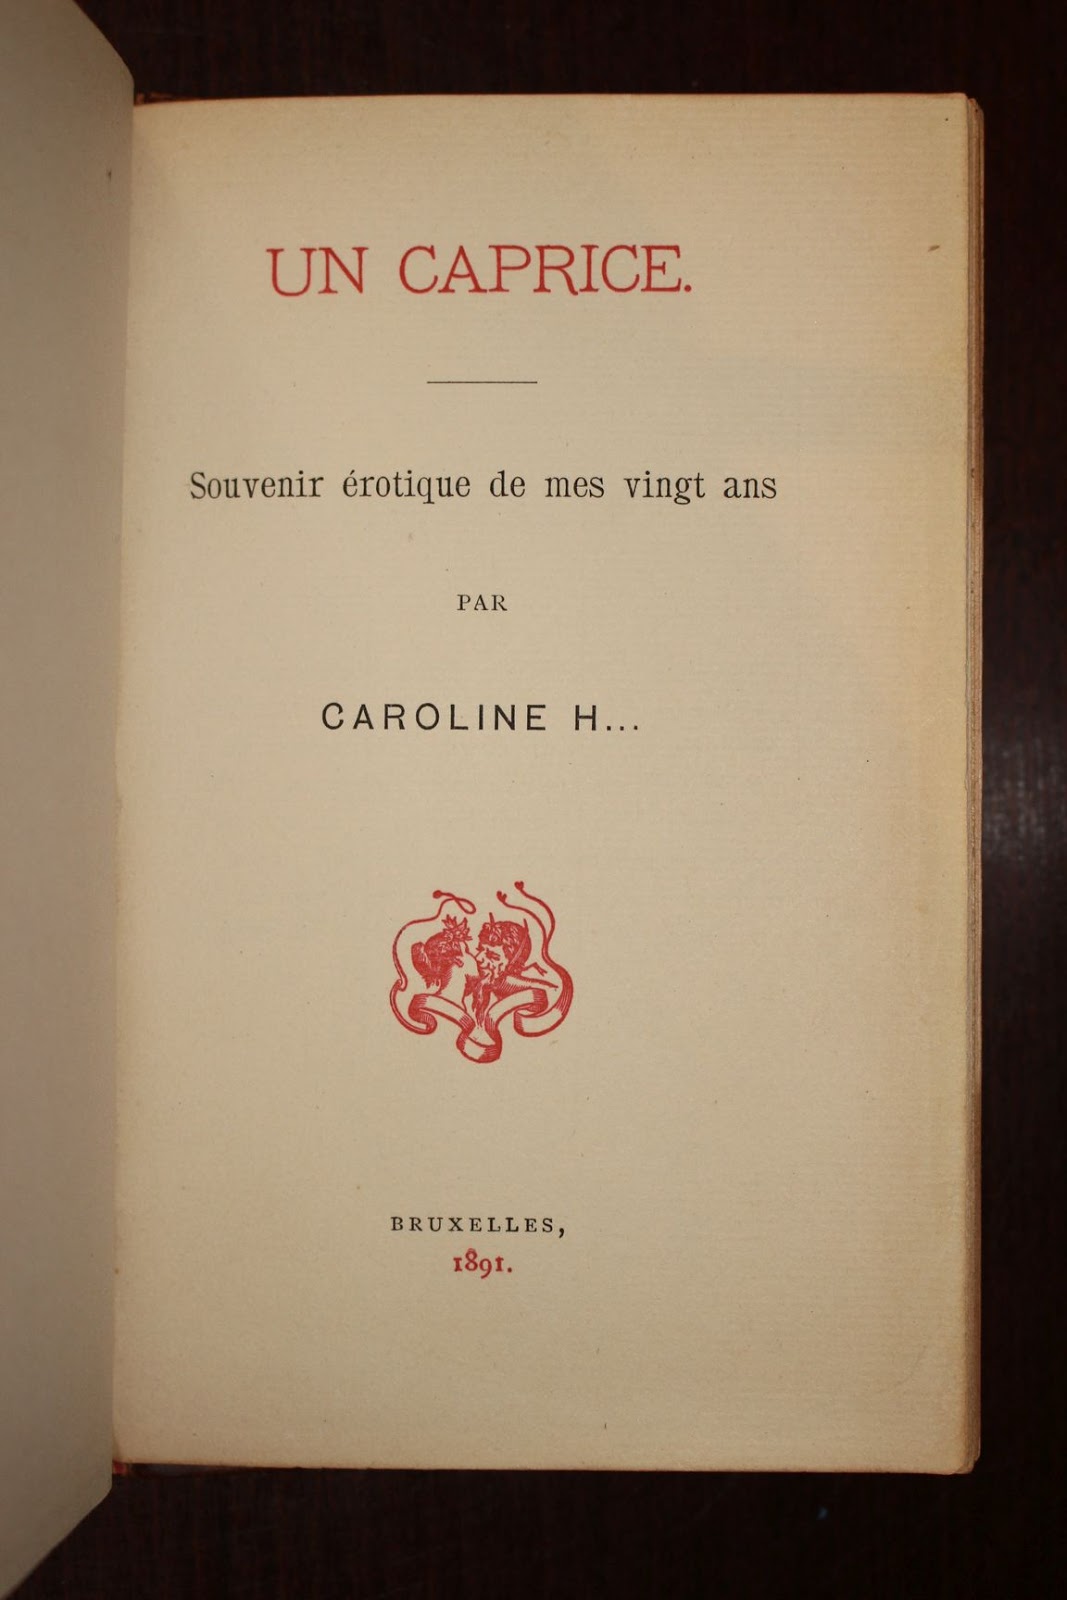 UN CAPRICE.
Souvenir érotique de mes vingt ans
PAR
CAROLINE H...
BRUXELLES,
1891.